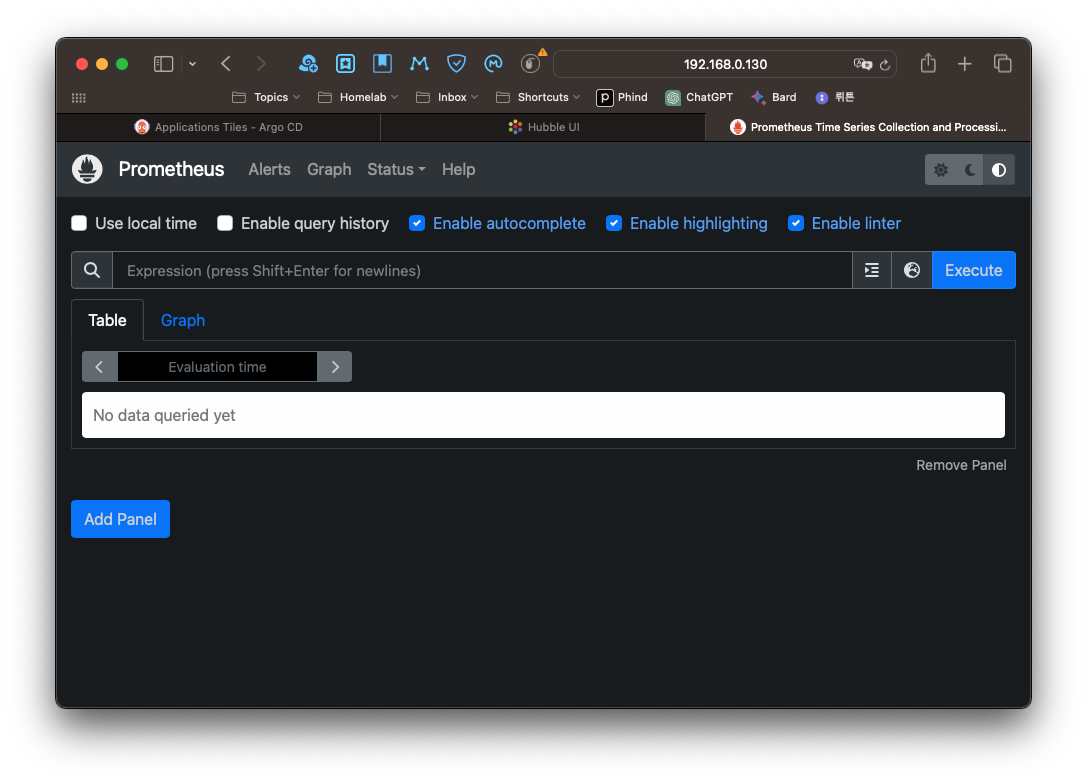 192.168.0.130
Topics Homelab Inbox Shortcuts Phind ChatGPT Bard 뤼튼
Applications Tiles - Argo CD Hubble UI Prometheus Time Series Collection and Processi...
Prometheus Alerts Graph Status Help
Use local time Enable query history Enable autocomplete Enable highlighting Enable linter
Expression (press Shift+Enter for newlines) Execute
Table Graph
Evaluation time
No data queried yet
Remove Panel
Add Panel